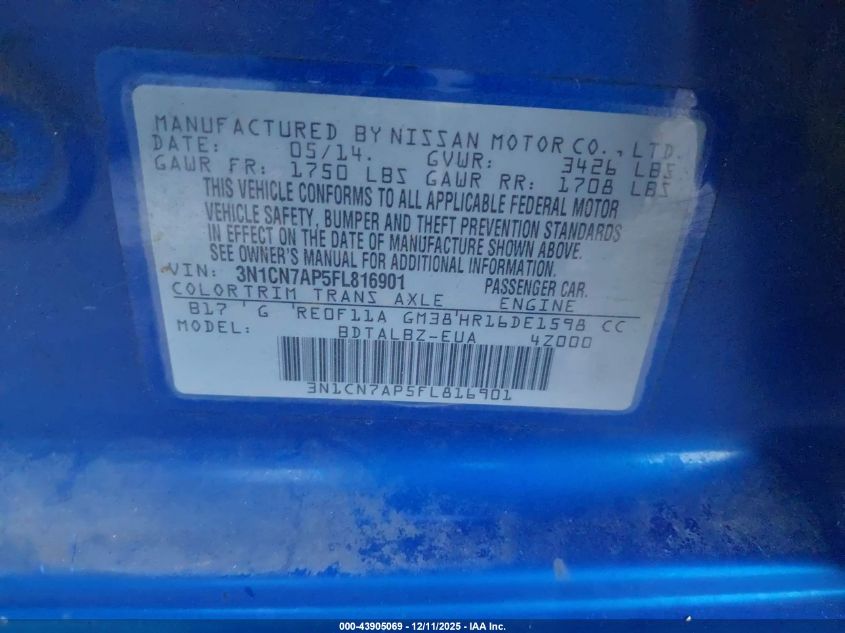 MANUFACTURED BY NISSAN MOTOR CO., LTD.
DATE: 05/14. GVWR: 3426 LBS
GAWR FR: 1750 LBS GAWR RR: 1708 LBS
THIS VEHICLE CONFORMS TO ALL APPLICABLE FEDERAL MOTOR
VEHICLE SAFETY, BUMPER AND THEFT PREVENTION STANDARDS
IN EFFECT ON THE DATE OF MANUFACTURE SHOWN ABOVE.
SEE OWNER'S MANUAL FOR ADDITIONAL INFORMATION.
VIN: 3N1CN7AP5FL816901 PASSENGER CAR.
COLOR TRIM TRANS AXLE ENGINE
B17 G 'RE0F11A GM38'HR16DE1598 CC
MODEL: BDTALBZ-EUA 4Z000
3N1CN7AP5FL816901
000-43905069 - 12/11/2025 - IAA Inc.